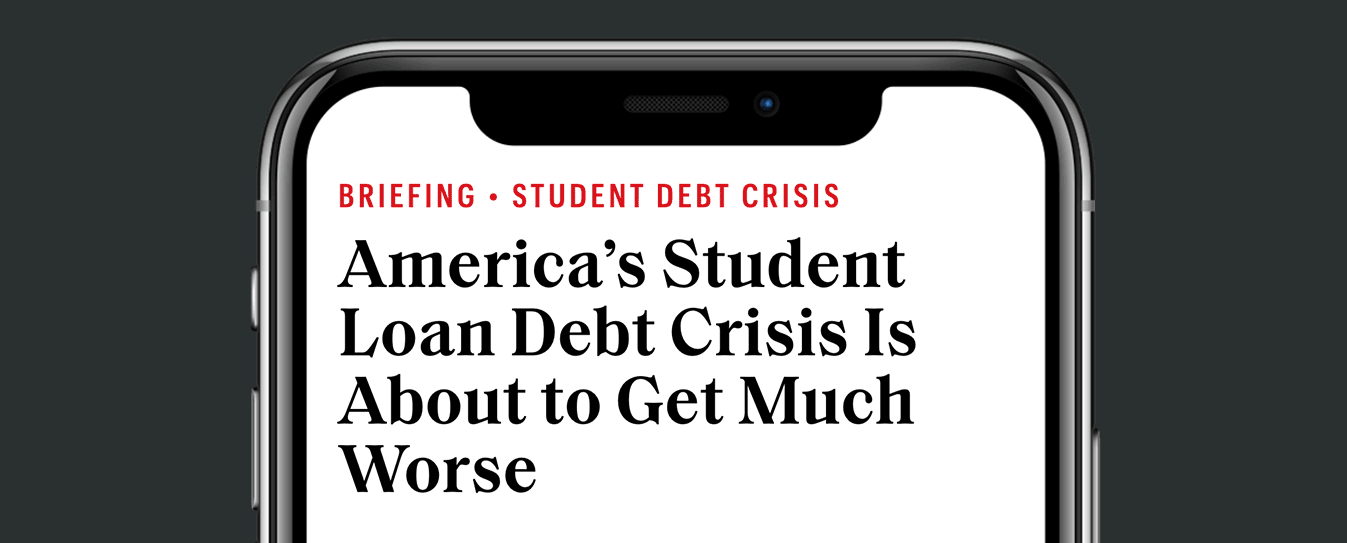 BRIEFING • STUDENT DEBT CRISIS
America’s Student
Loan Debt Crisis Is
About to Get Much
Worse